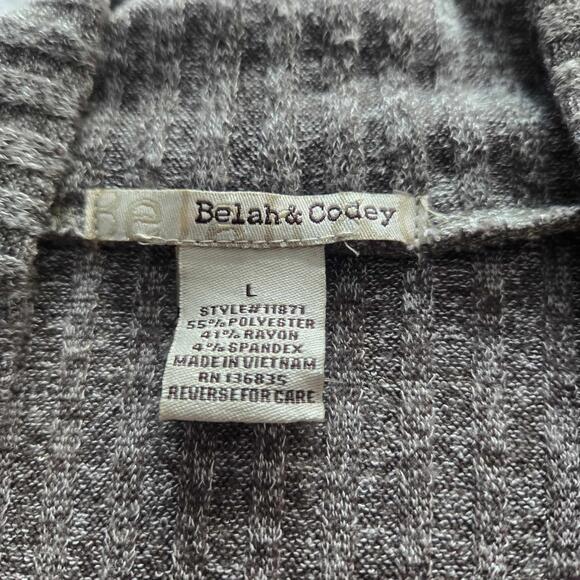 Belah & Codey
L
STYLE#11871
55% POLYESTER
41% RAYON
4% SPANDEX
MADE IN VIETNAM
RN 136835
REVERSE FOR CARE